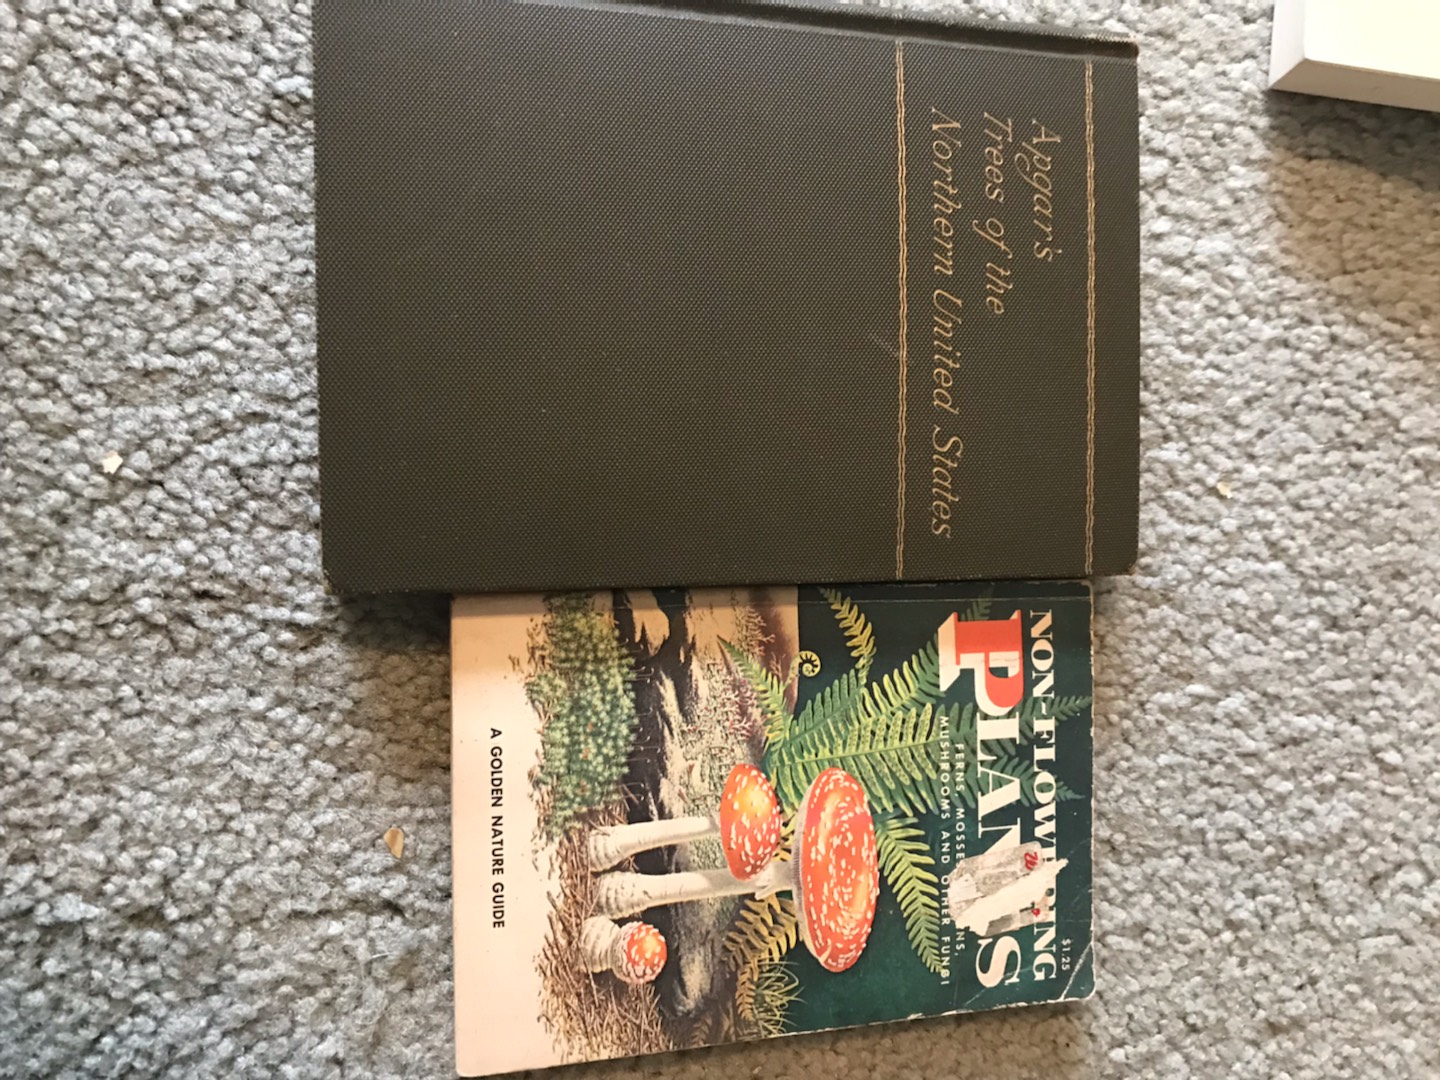 Apgar's
Trees of the
Northern United States
$1.25
NON-FLOWERING
PLANTS
FERNS, MOSSES
MUSHROOMS AND OTHER FUNGI
A GOLDEN NATURE GUIDE